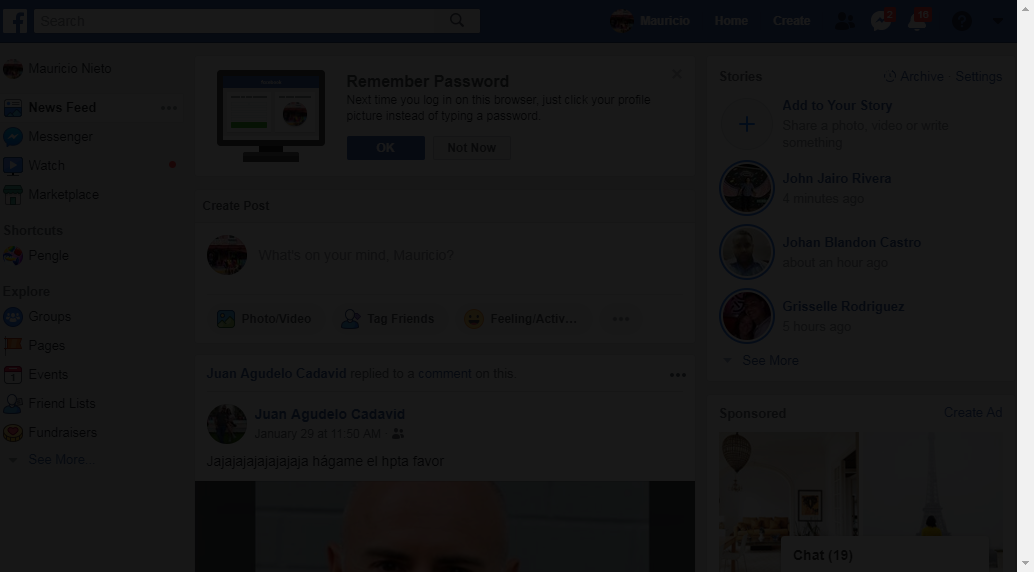 Search
Mauricio
Home
Create
2
10
Mauricio Nieto
News Feed
Messenger
Watch
Marketplace
Shortcuts
Pengle
Explore
Groups
Pages
Events
Friend Lists
Fundraisers
See More...
Remember Password
Next time you log in on this browser, just click your profile
picture instead of typing a password.
OK
Not Now
Create Post
What's on your mind, Mauricio?
Photo/Video
Tag Friends
Feeling/Activ...
Juan Agudelo Cadavid replied to a comment on this.
Juan Agudelo Cadavid
January 29 at 11:50 AM
Jajajajajajajajaja hágame el hpta favor
Stories
Archive
Settings
Add to Your Story
Share a photo, video or write
something
John Jairo Rivera
4 minutes ago
Johan Blandon Castro
about an hour ago
Grisselle Rodriguez
5 hours ago
See More
Sponsored
Create Ad
Chat (19)